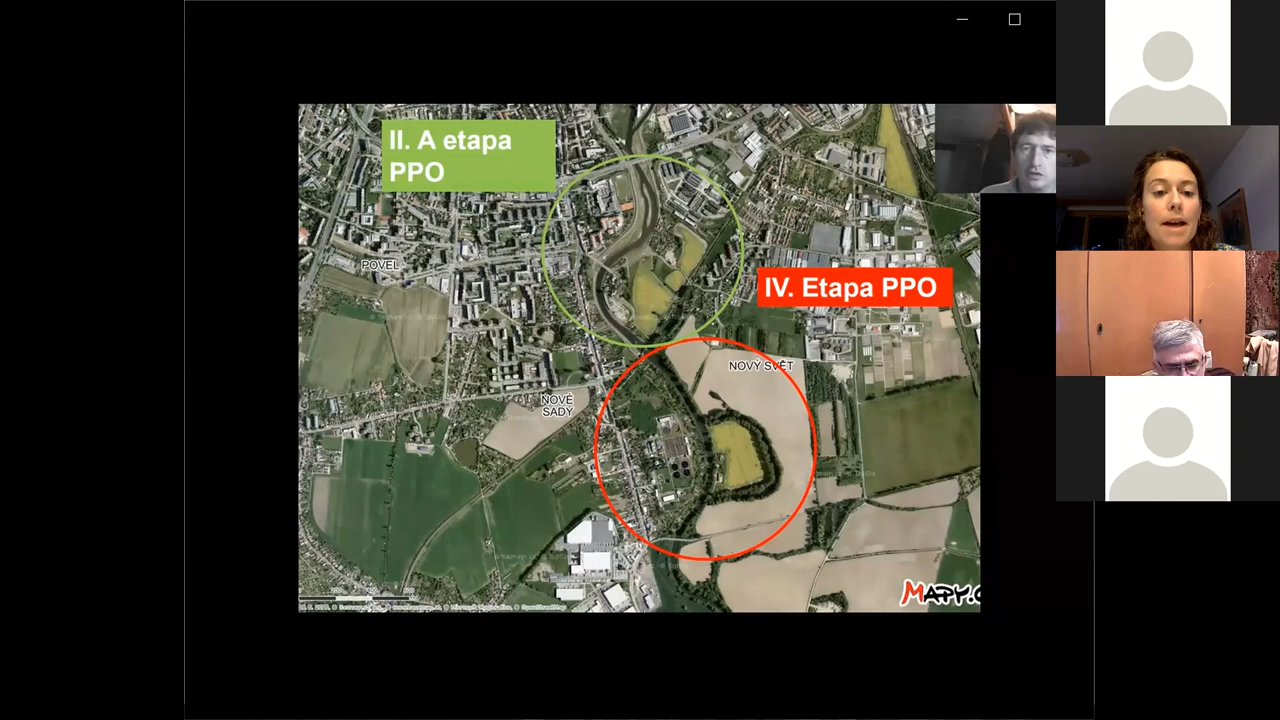 II. A etapa
PPO
POVEL
IV. Etapa PPO
NOVÝ SVĚT
NOVÉ
SADY
MAPY.